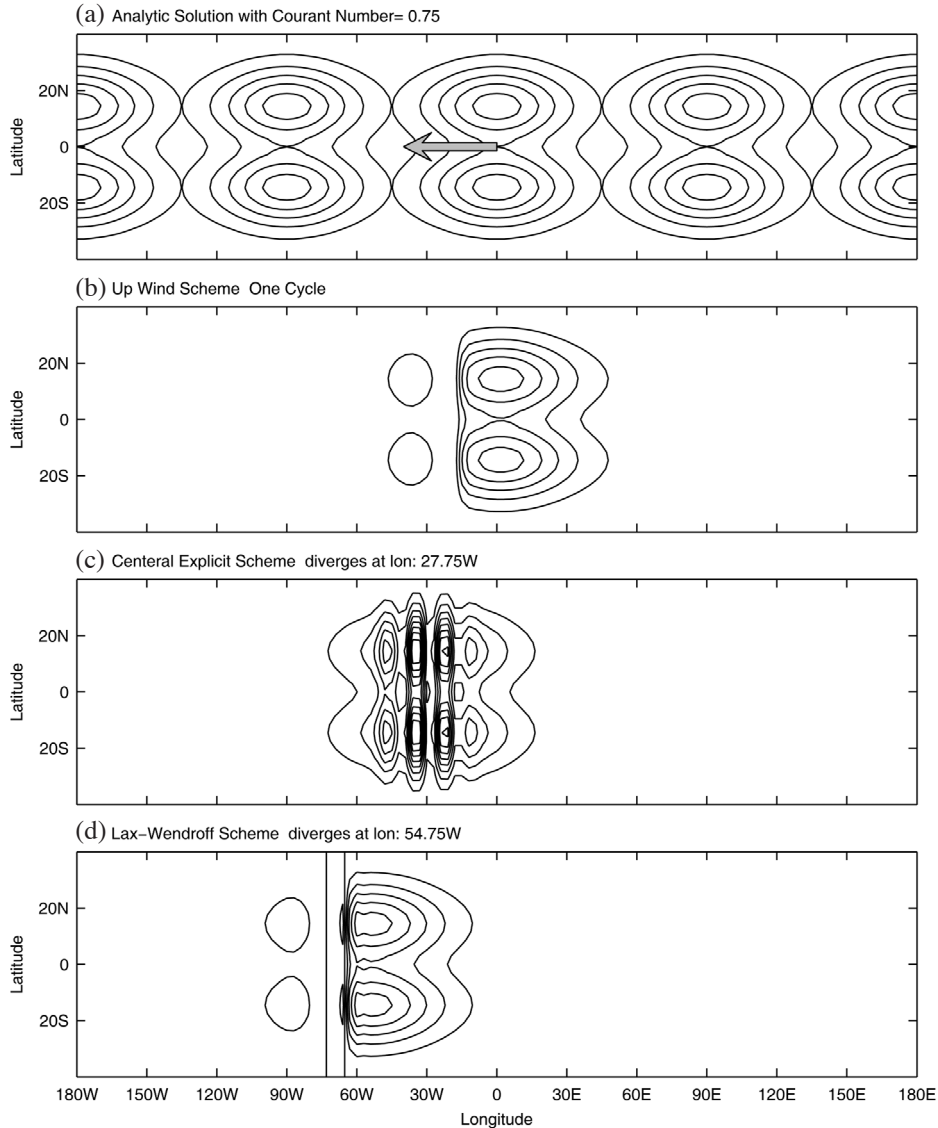 (a) Analytic Solution with Courant Number= 0.75
Latitude
20N
0
20S
(b) Up Wind Scheme One Cycle
Latitude
20N
0
20S
(c) Central Explicit Scheme diverges at lon: 27.75W
Latitude
20N
0
20S
(d) Lax−Wendroff Scheme diverges at lon: 54.75W
Latitude
20N
0
20S
180W 150W 120W 90W 60W 30W 0 30E 60E 90E 120E 150E 180E
Longitude